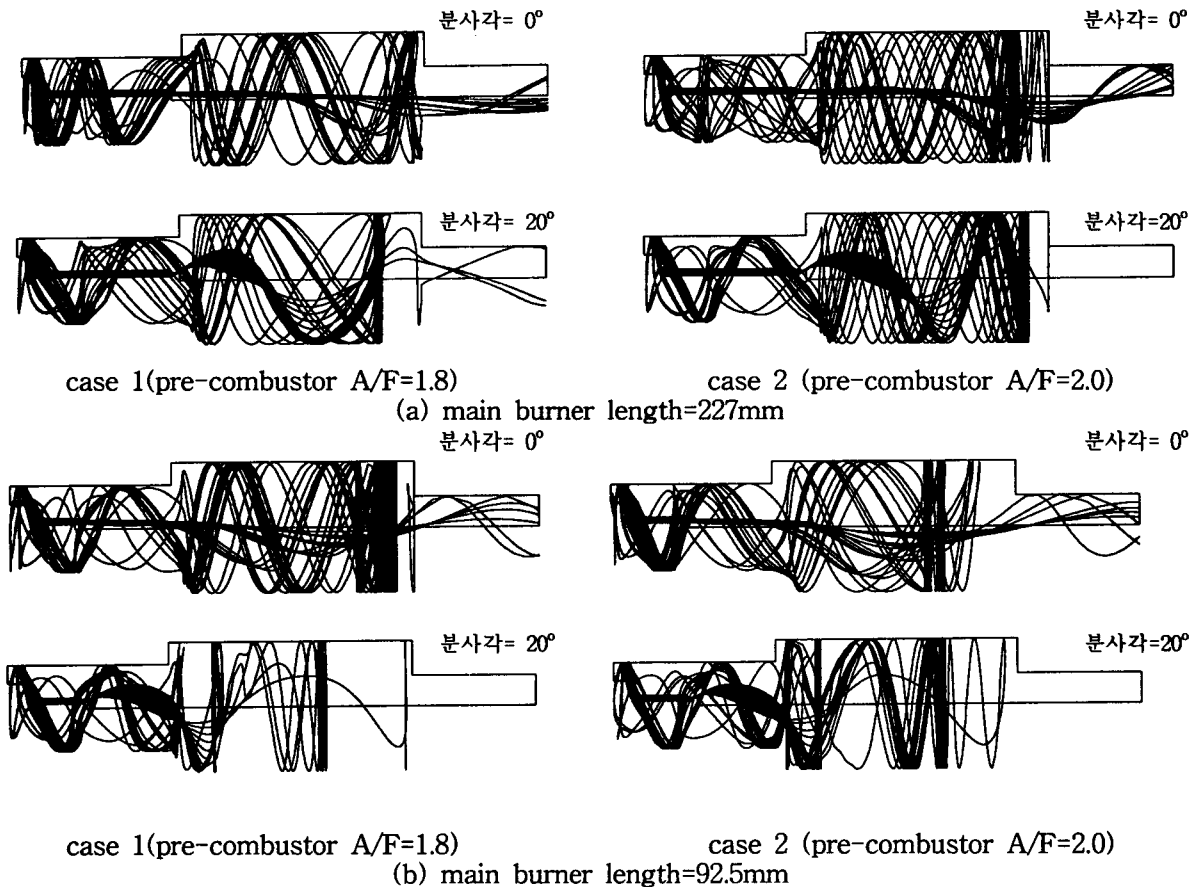 분사각= 0°
분사각= 0°
분사각= 20°
분사각=20°
case 1(pre-combustor A/F=1.8)
case 2 (pre-combustor A/F=2.0)
(a) main burner length=227mm
분사각= 0°
분사각= 0°
분사각= 20°
분사각=20°
case 1(pre-combustor A/F=1.8)
case 2 (pre-combustor A/F=2.0)
(b) main burner length=92.5mm